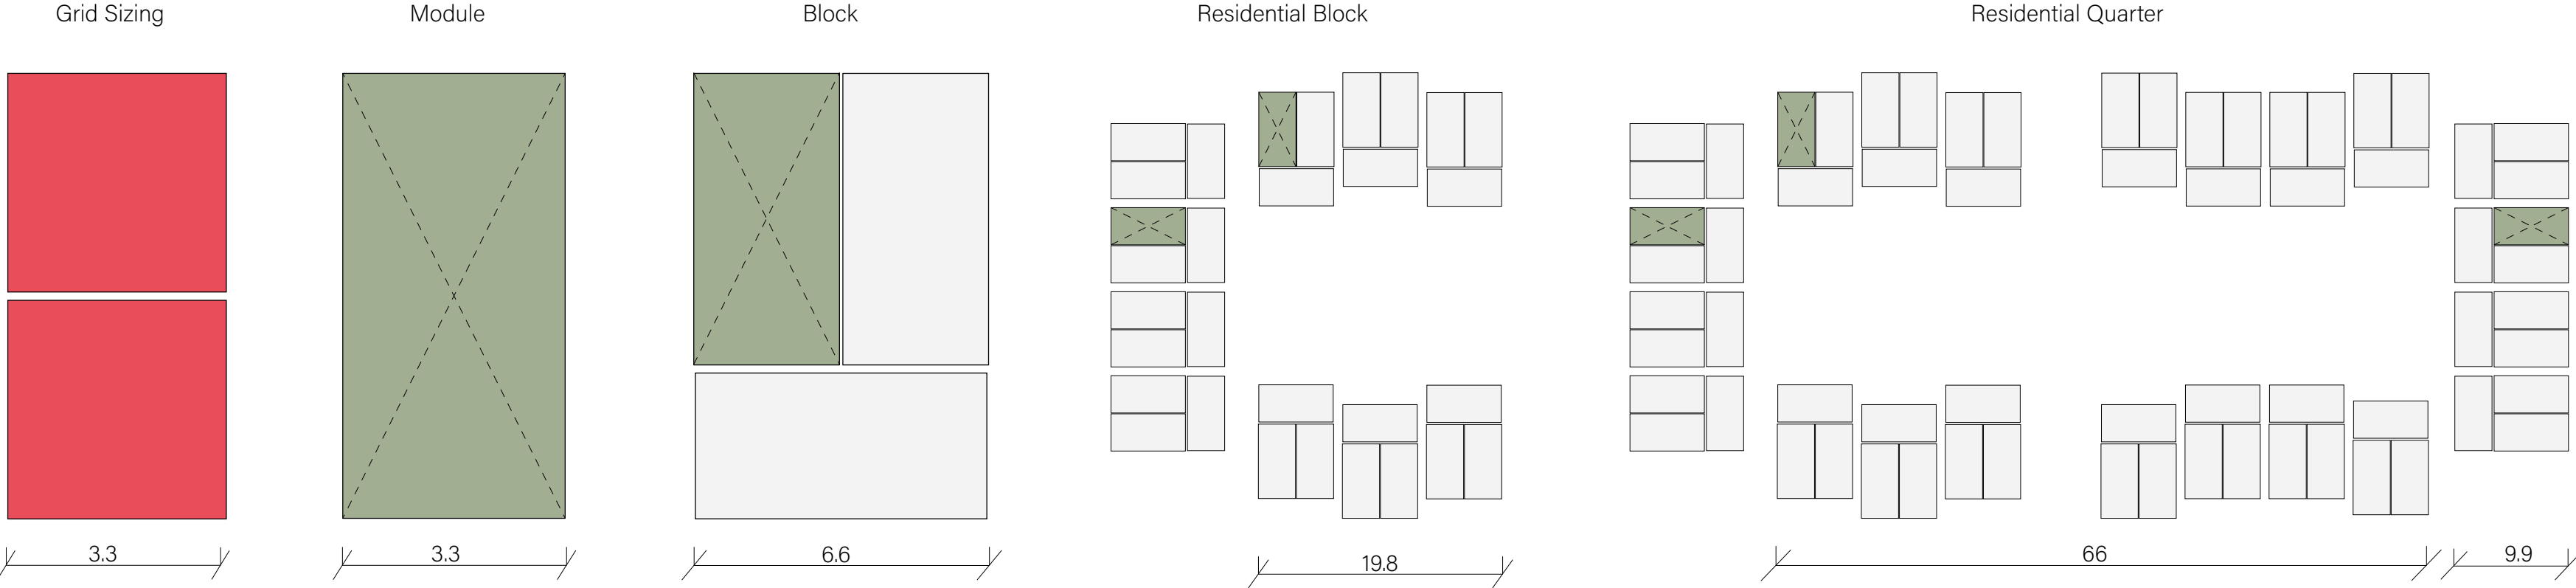 Grid Sizing
Module
Block
Residential Block
Residential Quarter
3.3
3.3
6.6
19.8
66
9.9